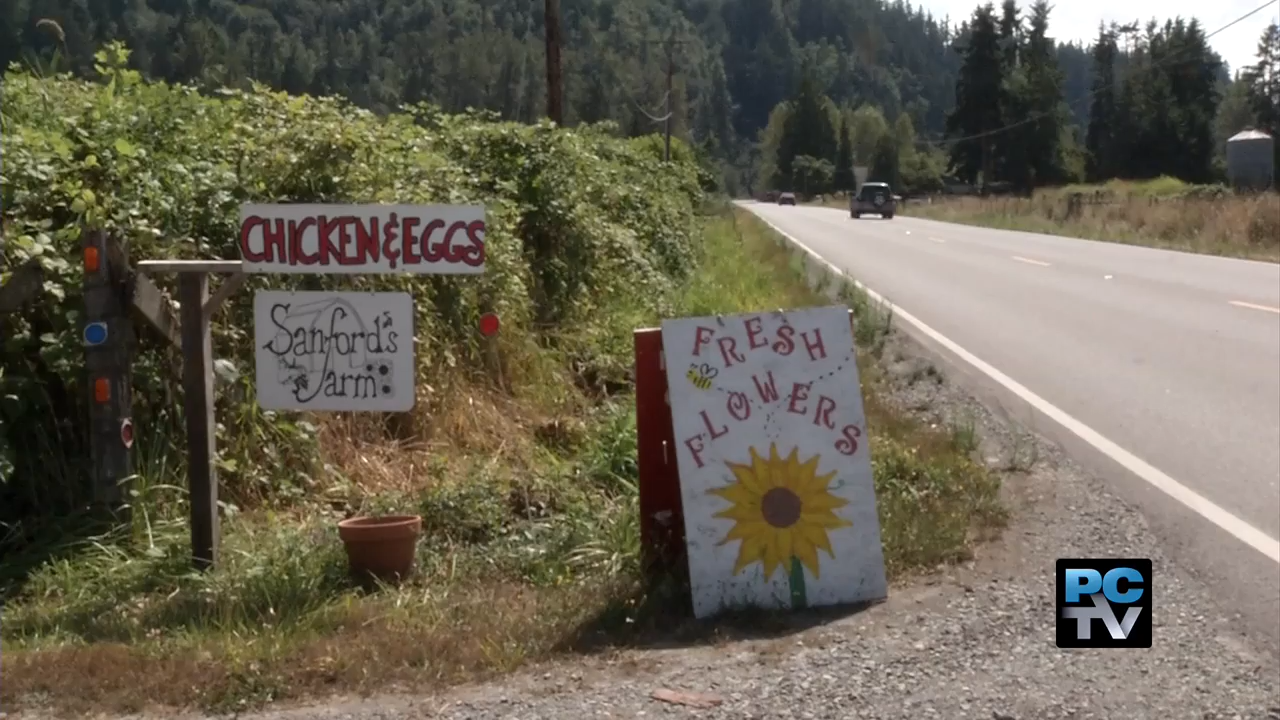 CHICKEN & EGGS
Sanford's
Farm
FRESH
FLOWERS
PC
TV